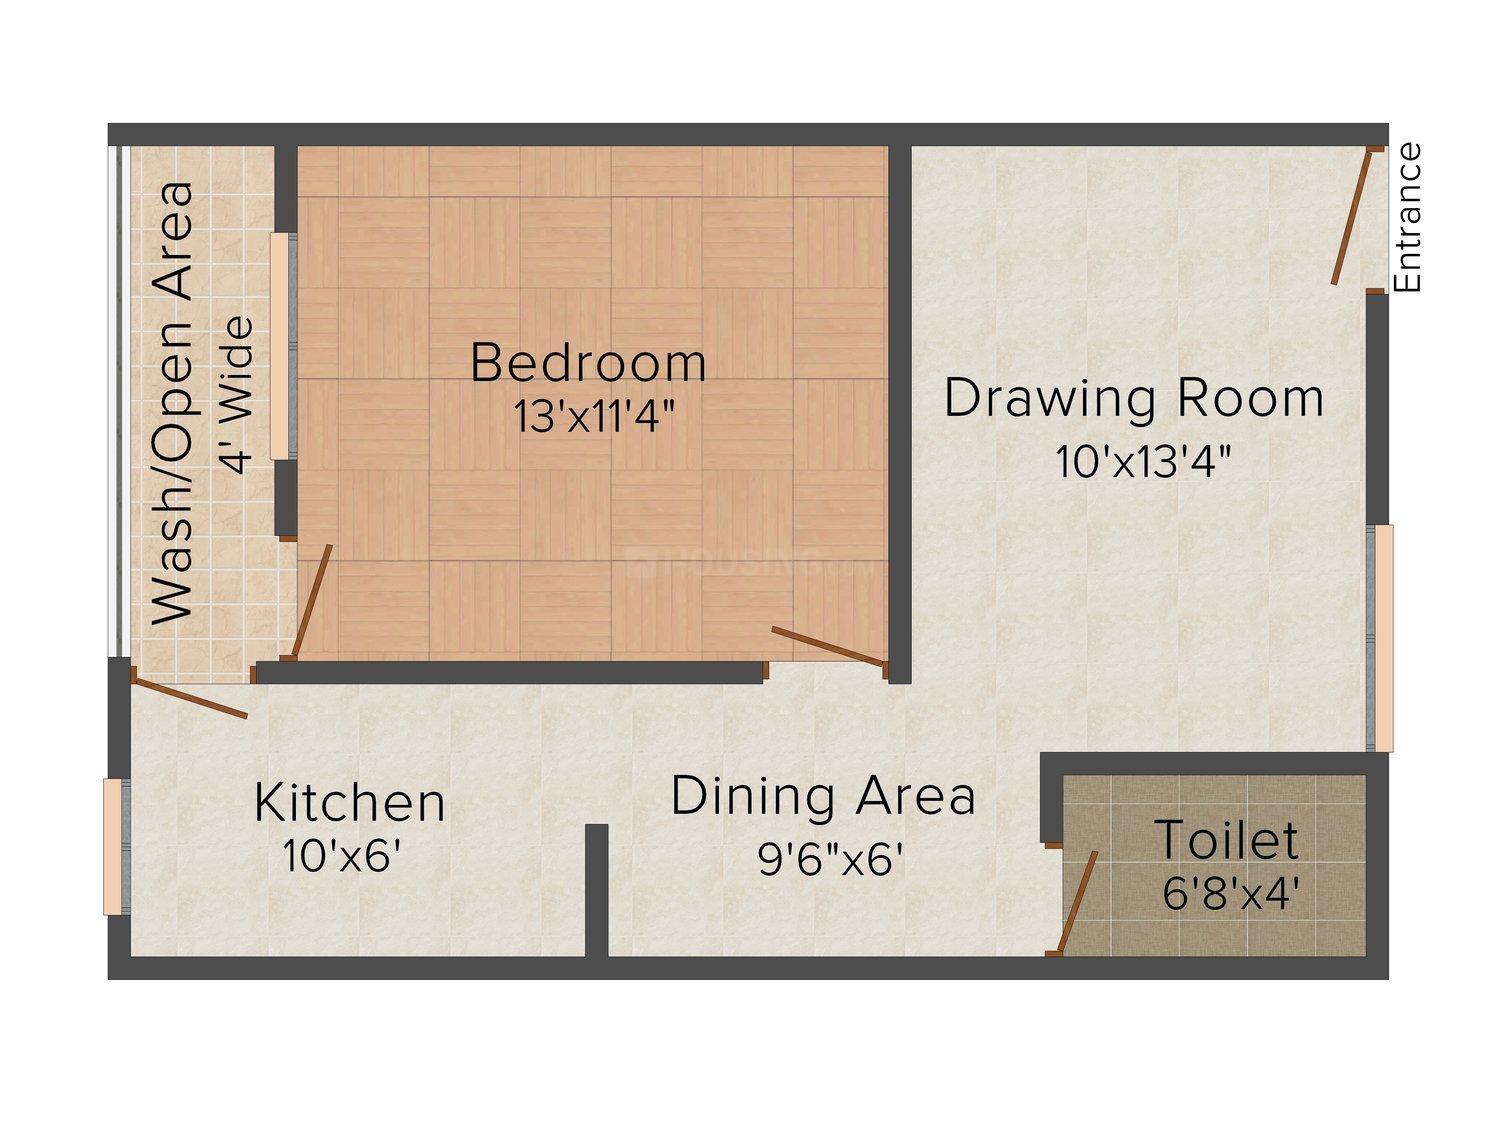 Wash/Open Area
4' Wide
Bedroom
13'x11'4"
Drawing Room
10'x13'4"
Entrance
HOUSING.COM
Kitchen
10'x6'
Dining Area
9'6"x6'
Toilet
6'8'x4'